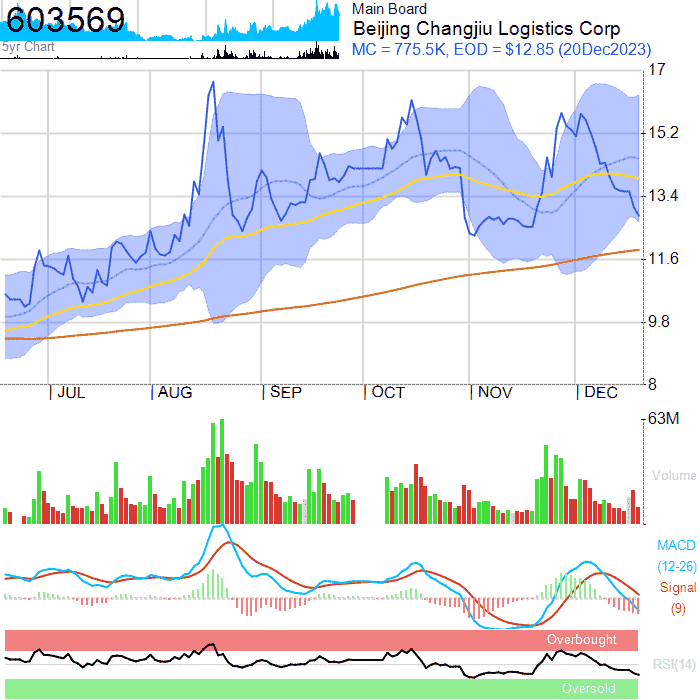 603569
5yr Chart
Main Board
Beijing Changjiu Logistics Corp
MC = 775.5K, EOD = $12.85 (20Dec2023)
17
15.2
13.4
11.6
9.8
8
JUL
AUG
SEP
OCT
NOV
DEC
63M
Volume
MACD
(12-26)
Signal
(9)
Overbought
RSI(14)
Oversold